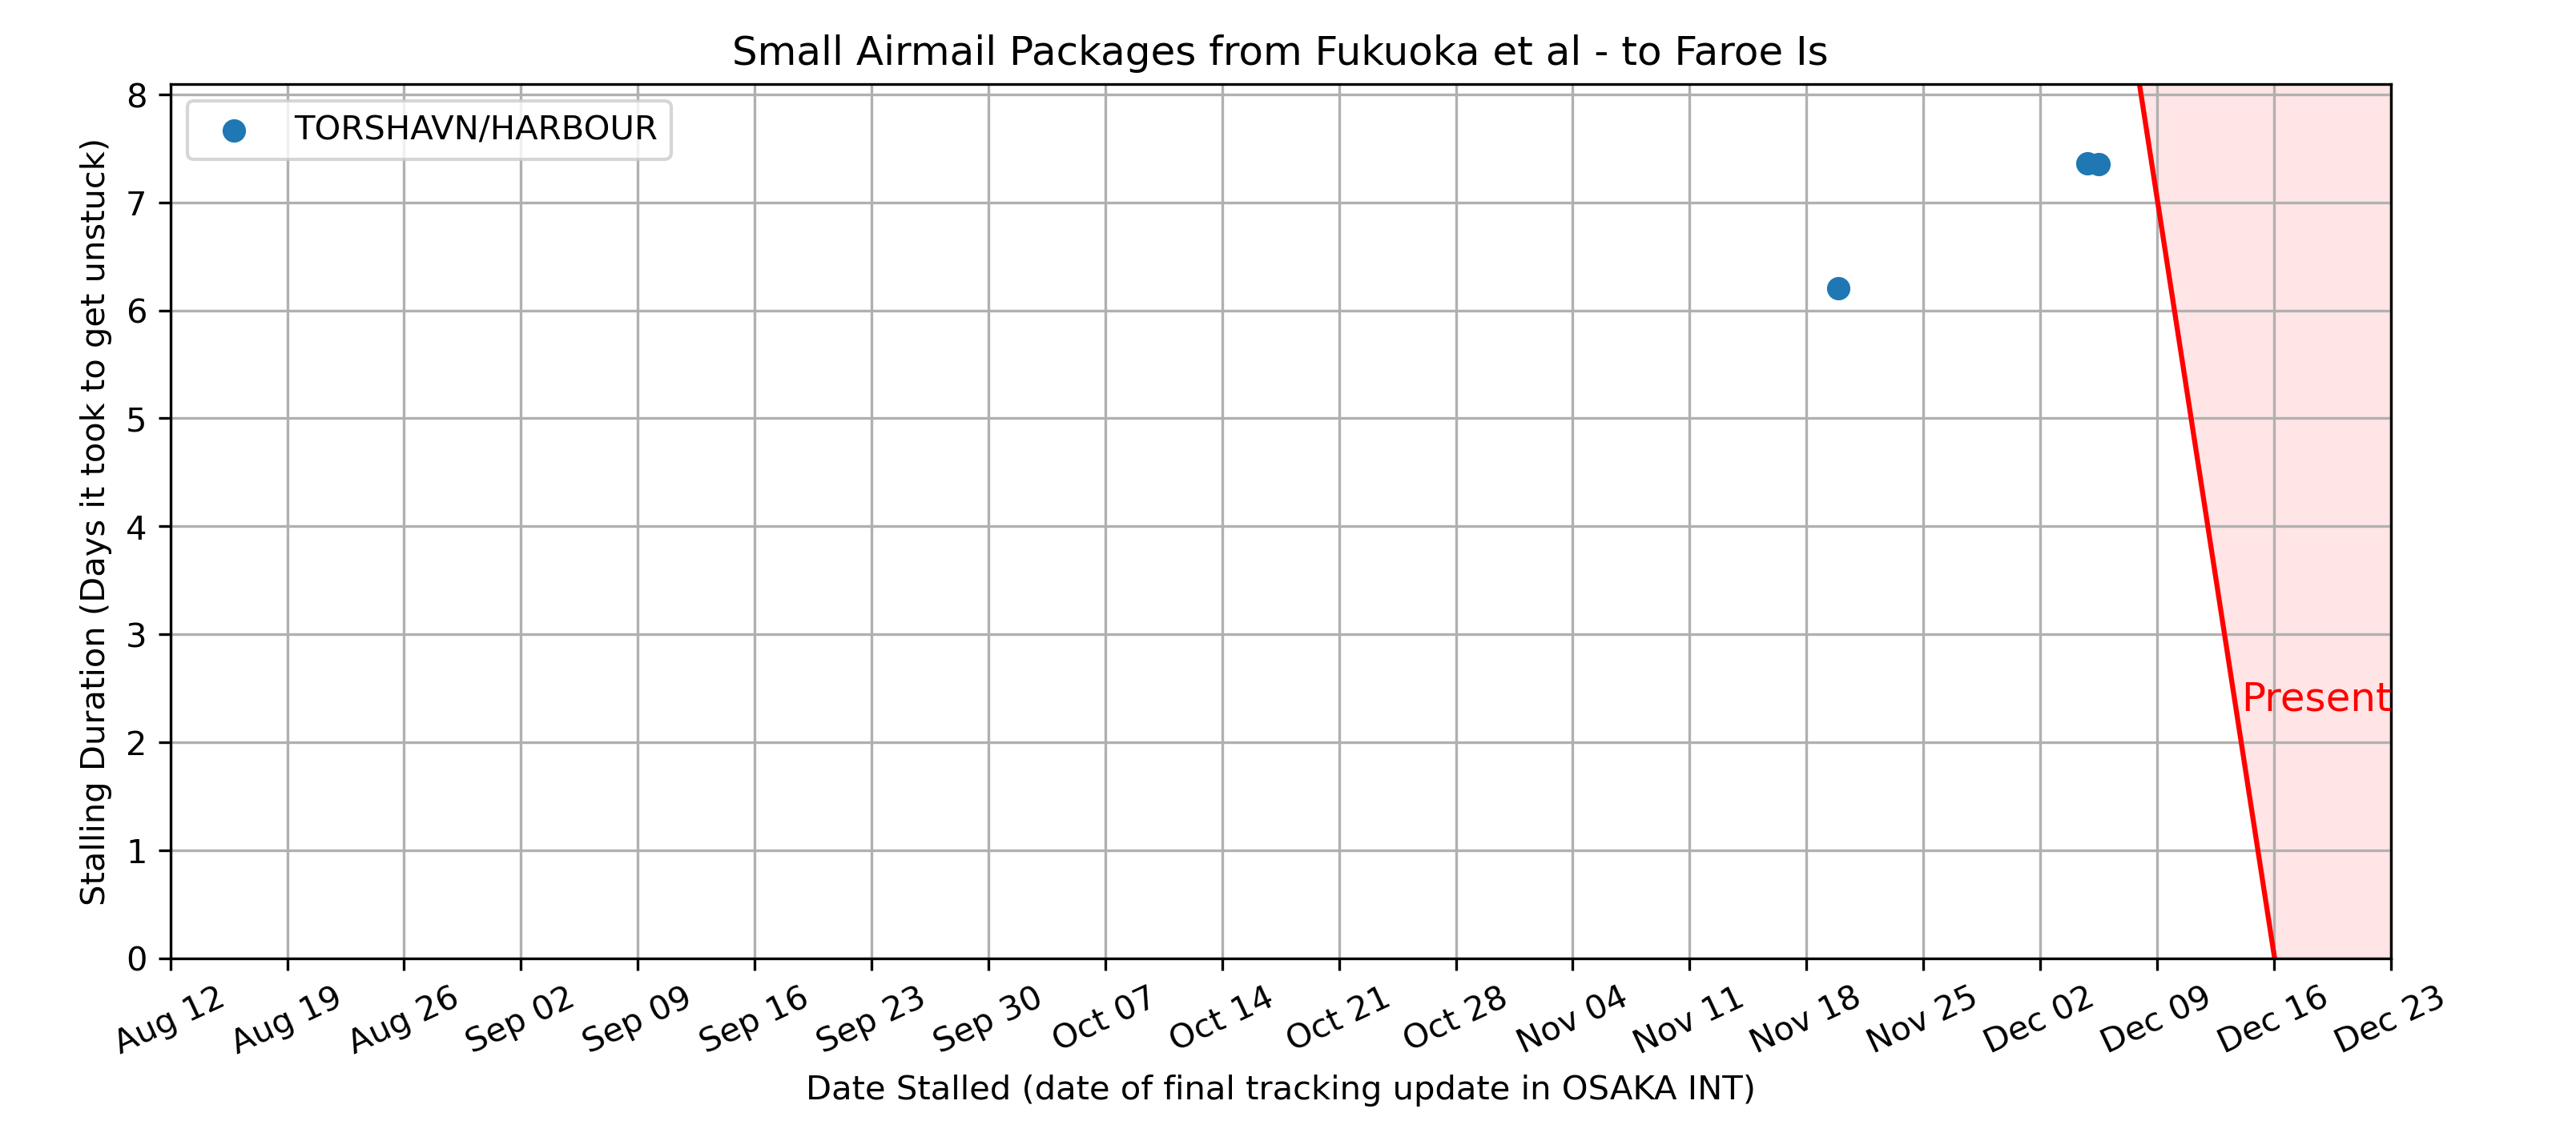 Small Airmail Packages from Fukuoka et al - to Faroe Is
TORSHAVN/HARBOUR
Stalling Duration (Days it took to get unstuck)
8
7
6
5
4
3
2
1
0
Present
Aug 12
Aug 19
Aug 26
Sep 02
Sep 09
Sep 16
Sep 23
Sep 30
Oct 07
Oct 14
Oct 21
Oct 28
Nov 04
Nov 11
Nov 18
Nov 25
Dec 02
Dec 09
Dec 16
Dec 23
Date Stalled (date of final tracking update in OSAKA INT)